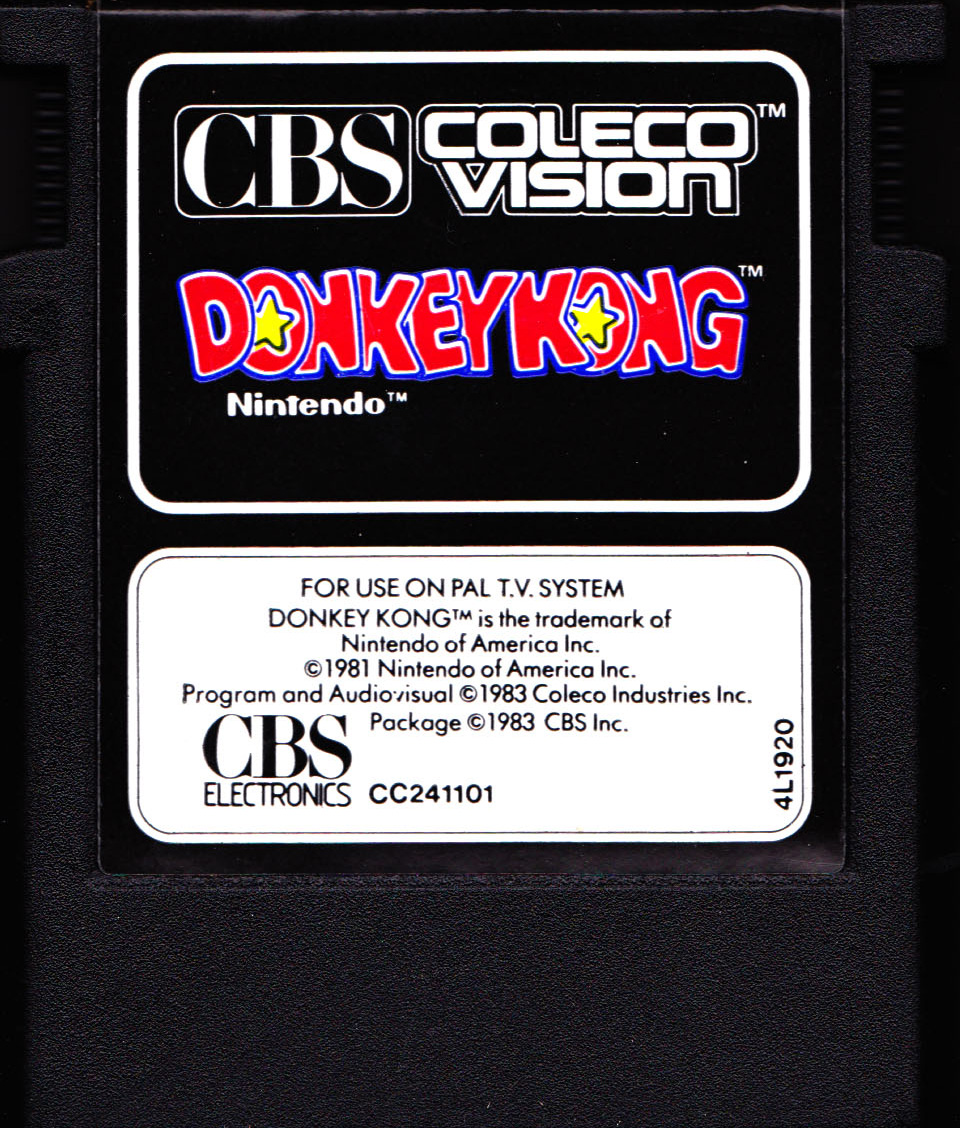 CBS COLECO VISION™
DONKEY KONG™
Nintendo™
FOR USE ON PAL T.V. SYSTEM
DONKEY KONG™ is the trademark of
Nintendo of America Inc.
©1981 Nintendo of America Inc.
Program and Audiovisual ©1983 Coleco Industries Inc.
Package ©1983 CBS Inc.
CBS
ELECTRONICS CC241101
4L1920